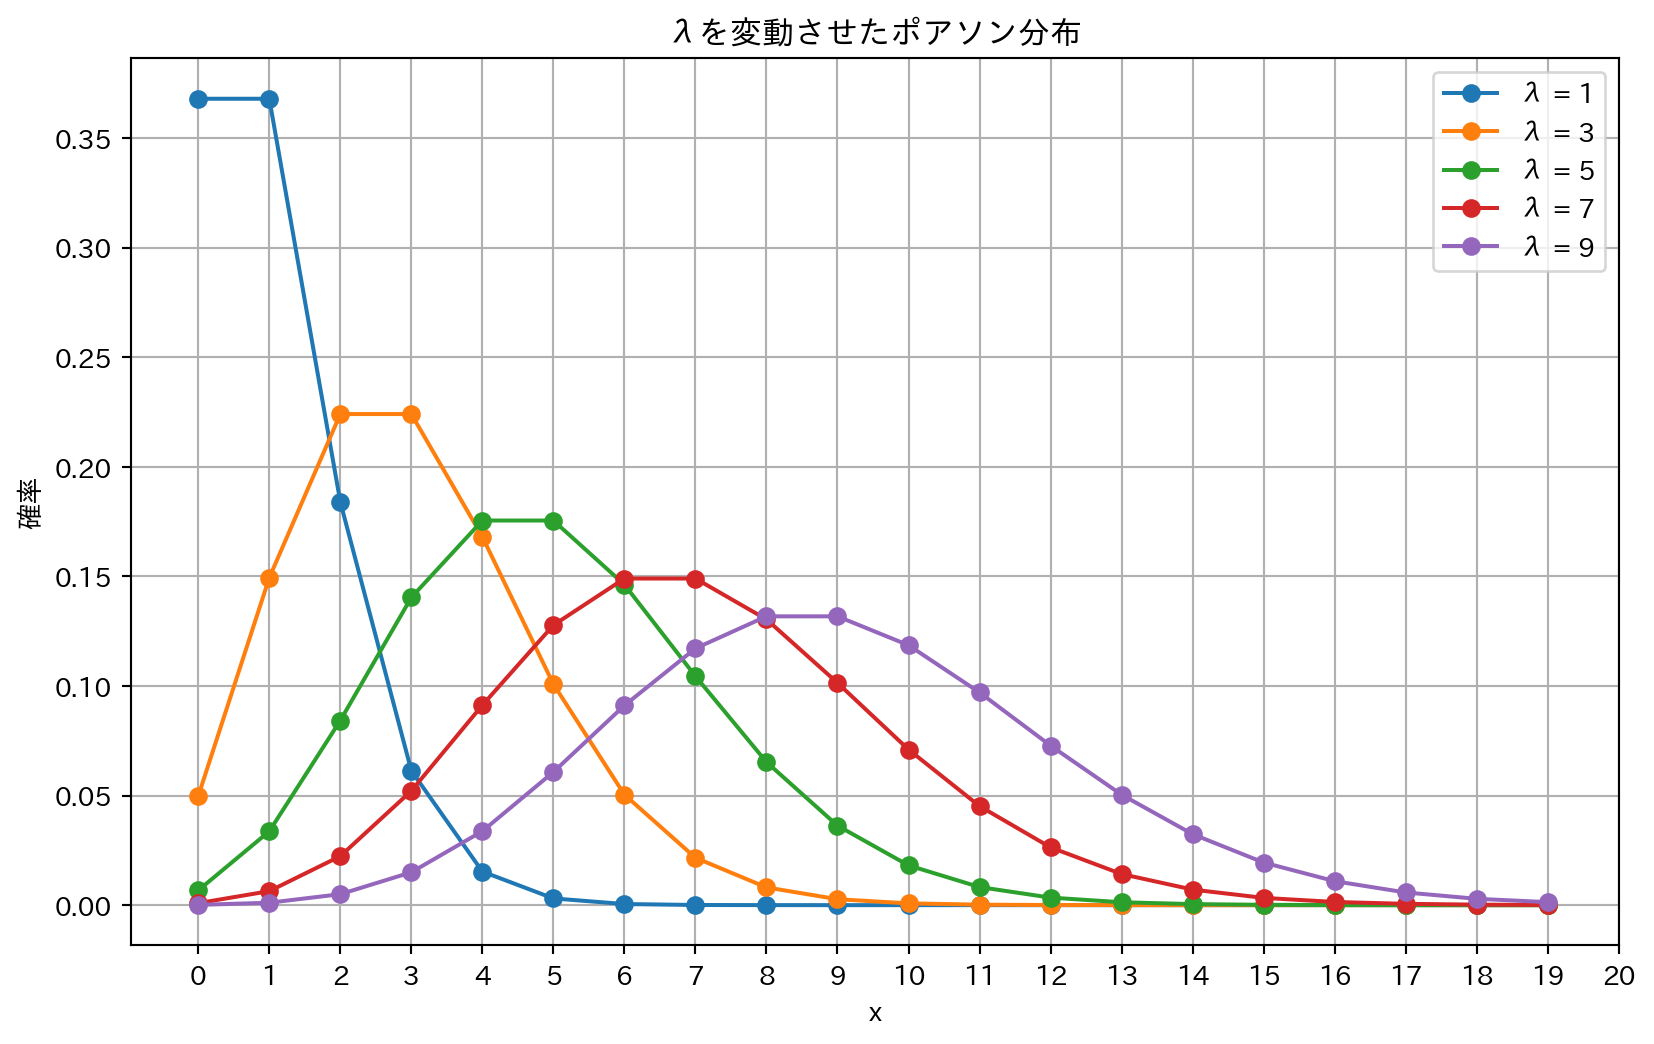 λを変動させたポアソン分布
λ = 1
λ = 3
λ = 5
λ = 7
λ = 9
0.35
0.30
0.25
0.20
0.15
0.10
0.05
0.00
確率
0 1 2 3 4 5 6 7 8 9 10 11 12 13 14 15 16 17 18 19 20
x